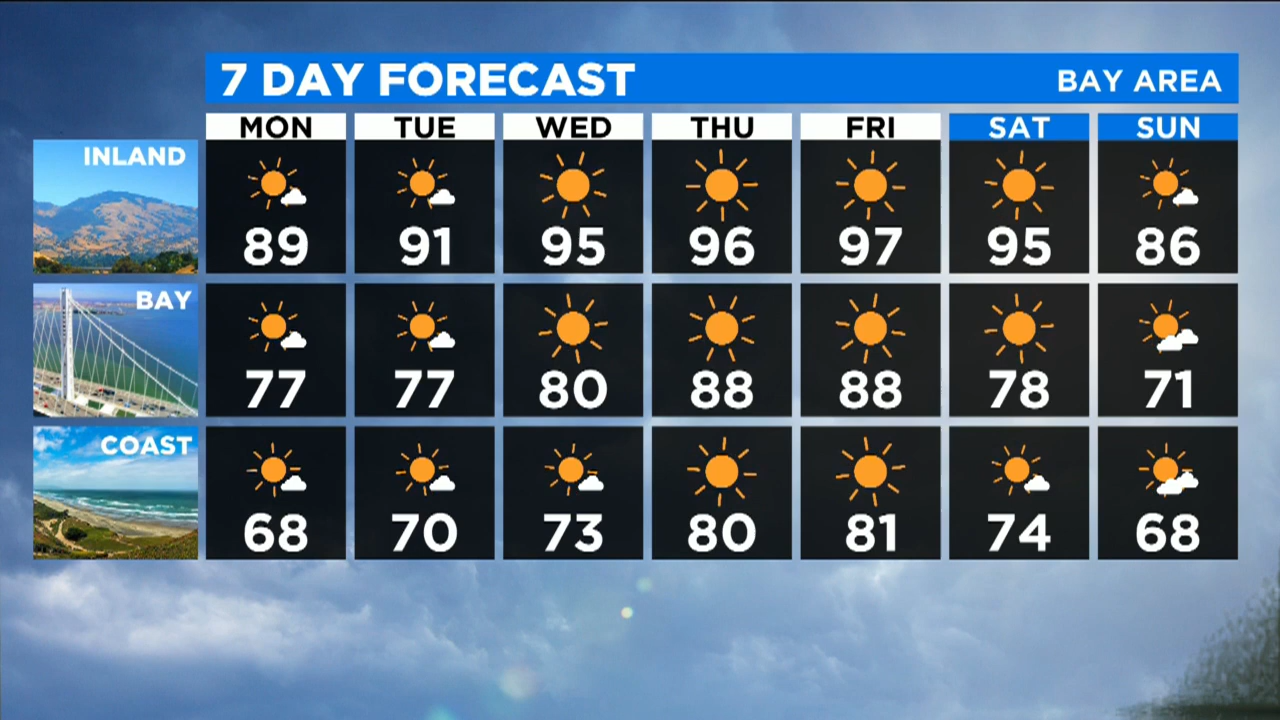 7 DAY FORECAST BAY AREA
MON TUE WED THU FRI SAT SUN
INLAND
89 91 95 96 97 95 86
BAY
77 77 80 88 88 78 71
COAST
68 70 73 80 81 74 68